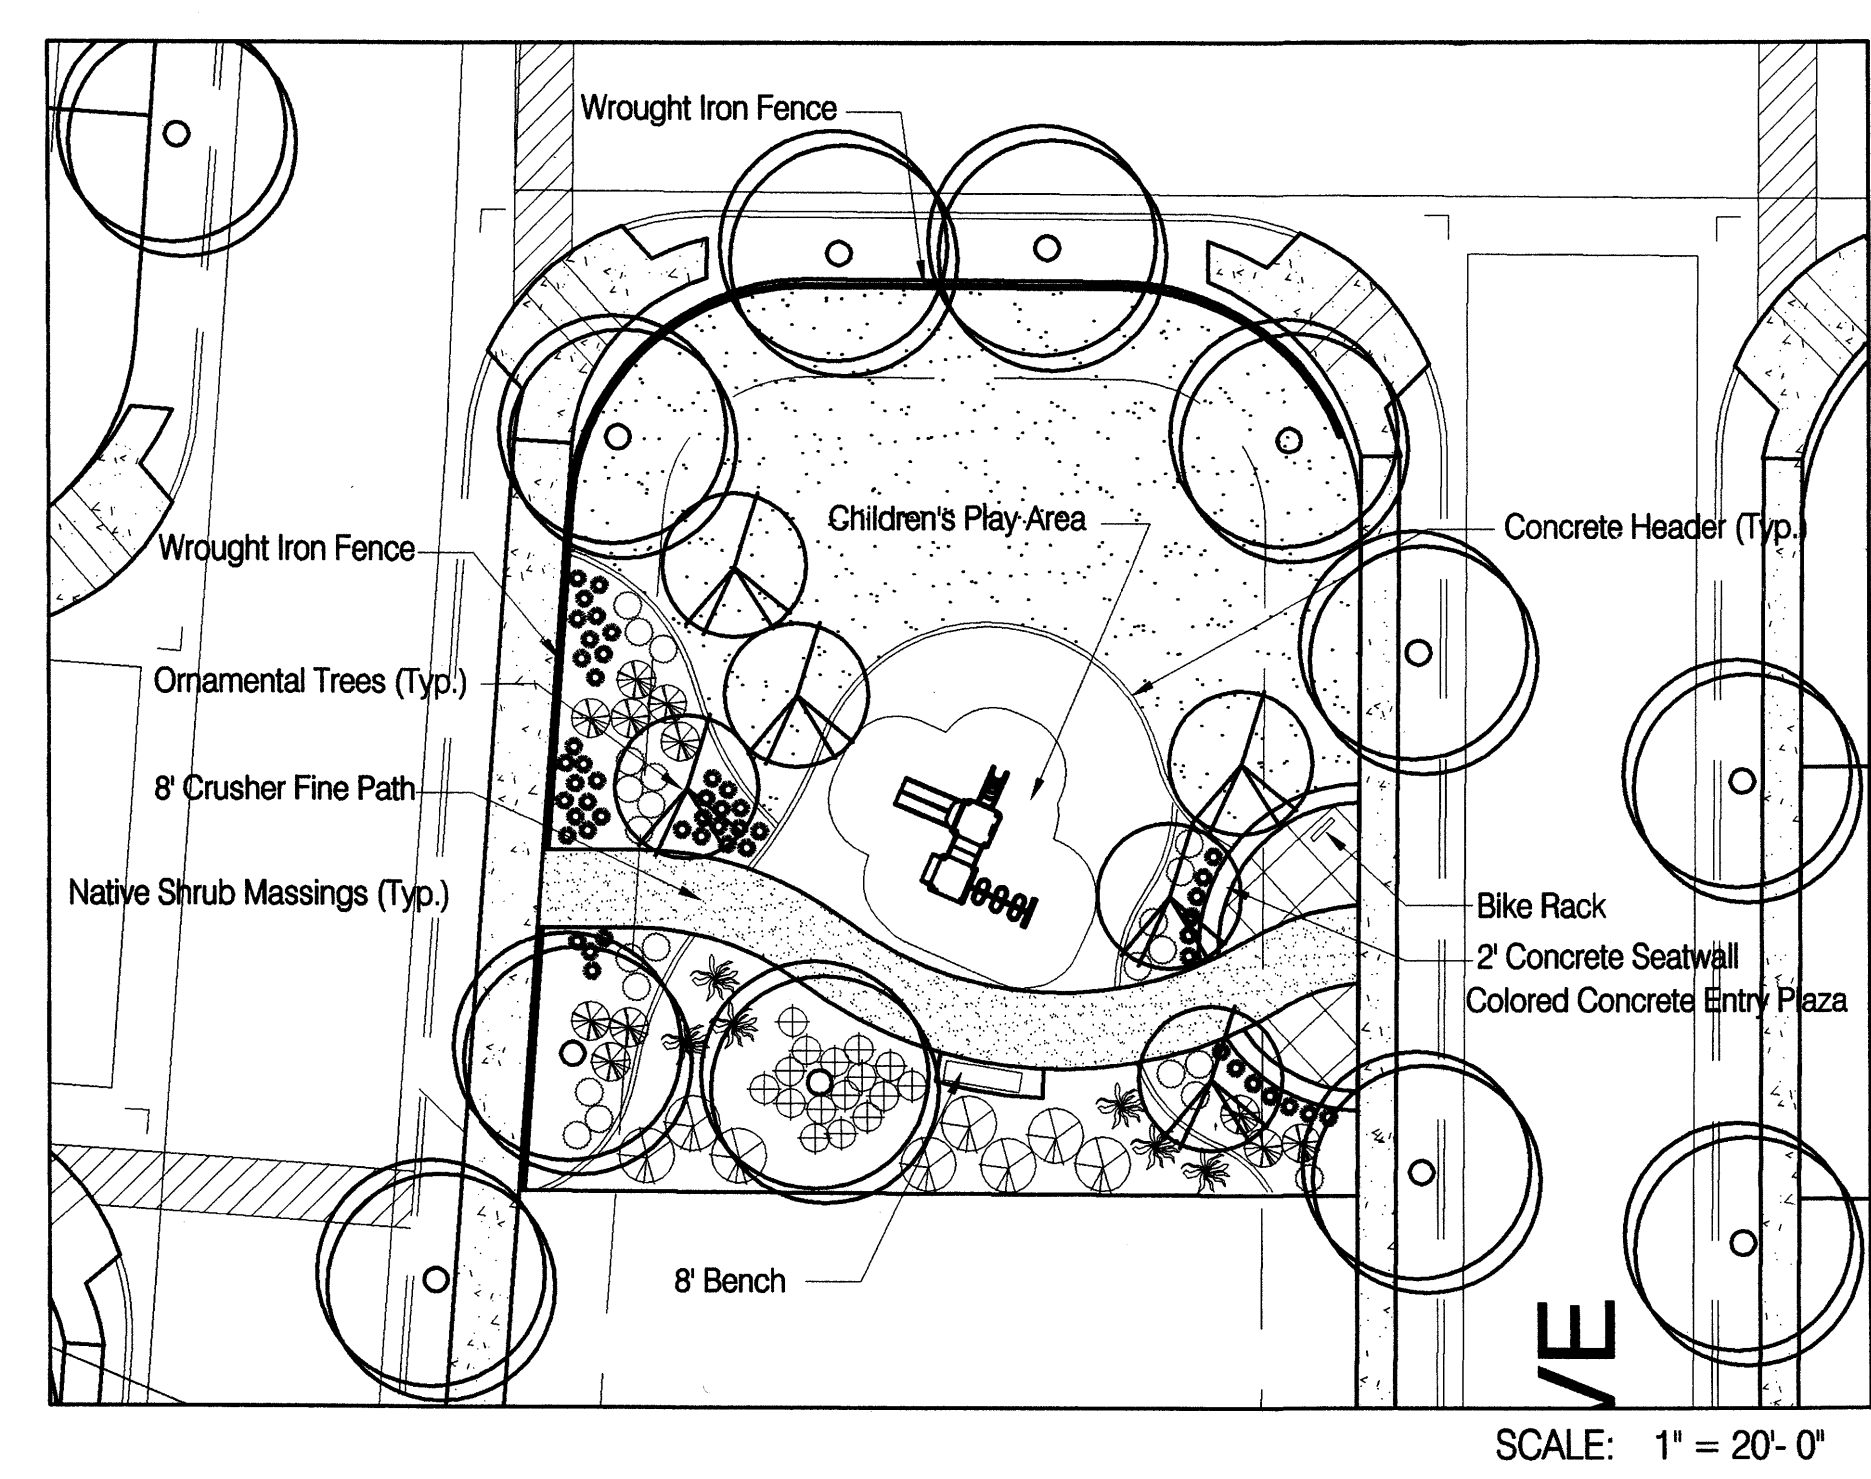 Wrought Iron Fence
Children's Play Area
Concrete Header (Typ.)
Wrought Iron Fence
Ornamental Trees (Typ.)
8' Crusher Fine Path
Native Shrub Massings (Typ.)
Bike Rack
2' Concrete Seatwall
Colored Concrete Entry Plaza
8' Bench
VE
SCALE: 1" = 20'- 0"